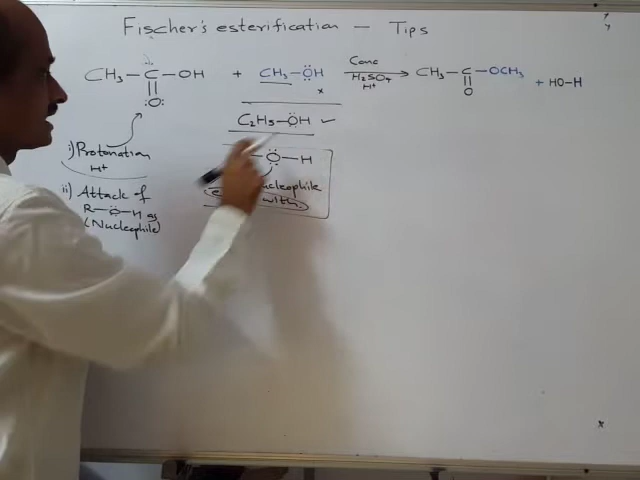 Fischer's esterification — Tips
CH₃ — C — OH + CH₃ — ÖH Conc H₂SO₄ H⁺ → CH₃ — C — OCH₃ + HO—H
O O
x
C₂H₅—ÖH ✓
i) Protonation
H⁺
Ö—H
ii) Attack of
R—Ö—H as
(Nucleophile)
Nucleophile
with
x